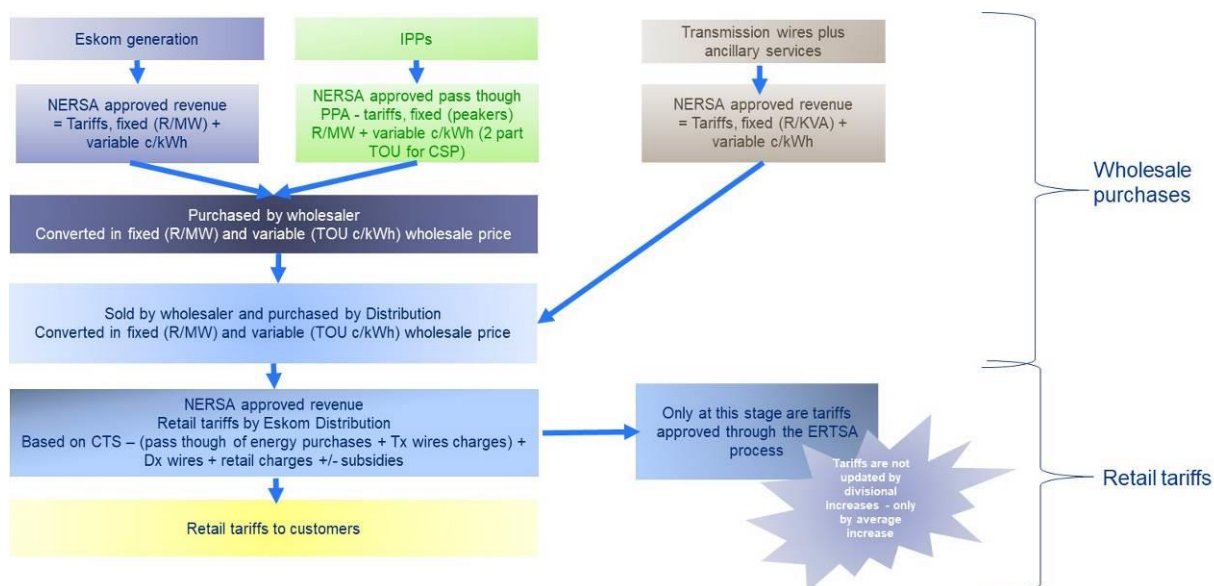 Eskom generation
IPPs
Transmission wires plus
ancillary services
NERSA approved revenue
= Tariffs, fixed (R/MW) +
variable c/kWh
NERSA approved pass though
PPA - tariffs, fixed (peakers)
R/MW + variable c/kWh (2 part
TOU for CSP)
NERSA approved revenue
= Tariffs, fixed (R/KVA) +
variable c/kWh
Wholesale
purchases
Purchased by wholesaler
Converted in fixed (R/MW) and variable (TOU c/kWh) wholesale price
Sold by wholesaler and purchased by Distribution
Converted in fixed (R/MW) and variable (TOU c/kWh) wholesale price
NERSA approved revenue
Retail tariffs by Eskom Distribution
Based on CTS – (pass though of energy purchases + Tx wires charges) +
Dx wires + retail charges +/- subsidies
Only at this stage are tariffs
approved through the ERTSA
process
Tariffs are not
updated by
divisional
increases - only
by average
increase
Retail tariffs
Retail tariffs to customers